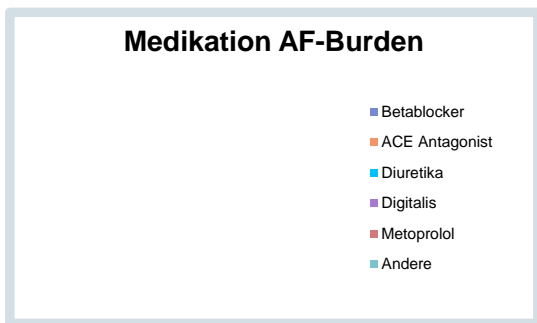 Medikation AF-Burden
Betablocker
ACE Antagonist
Diuretika
Digitalis
Metoprolol
Andere